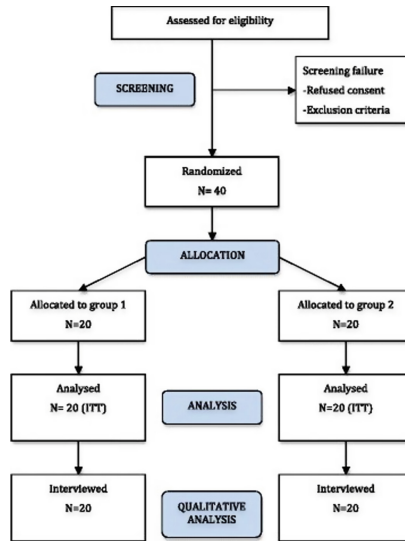 Assessed for eligibility
SCREENING
Screening failure
-Refused consent
-Exclusion criteria
Randomized
N= 40
ALLOCATION
Allocated to group 1
N=20
Allocated to group 2
N=20
Analysed
N= 20 (ITT)
ANALYSIS
Analysed
N=20 (ITT}
Interviewed
N=20
QUALITATIVE
ANALYSIS
Interviewed
N=20